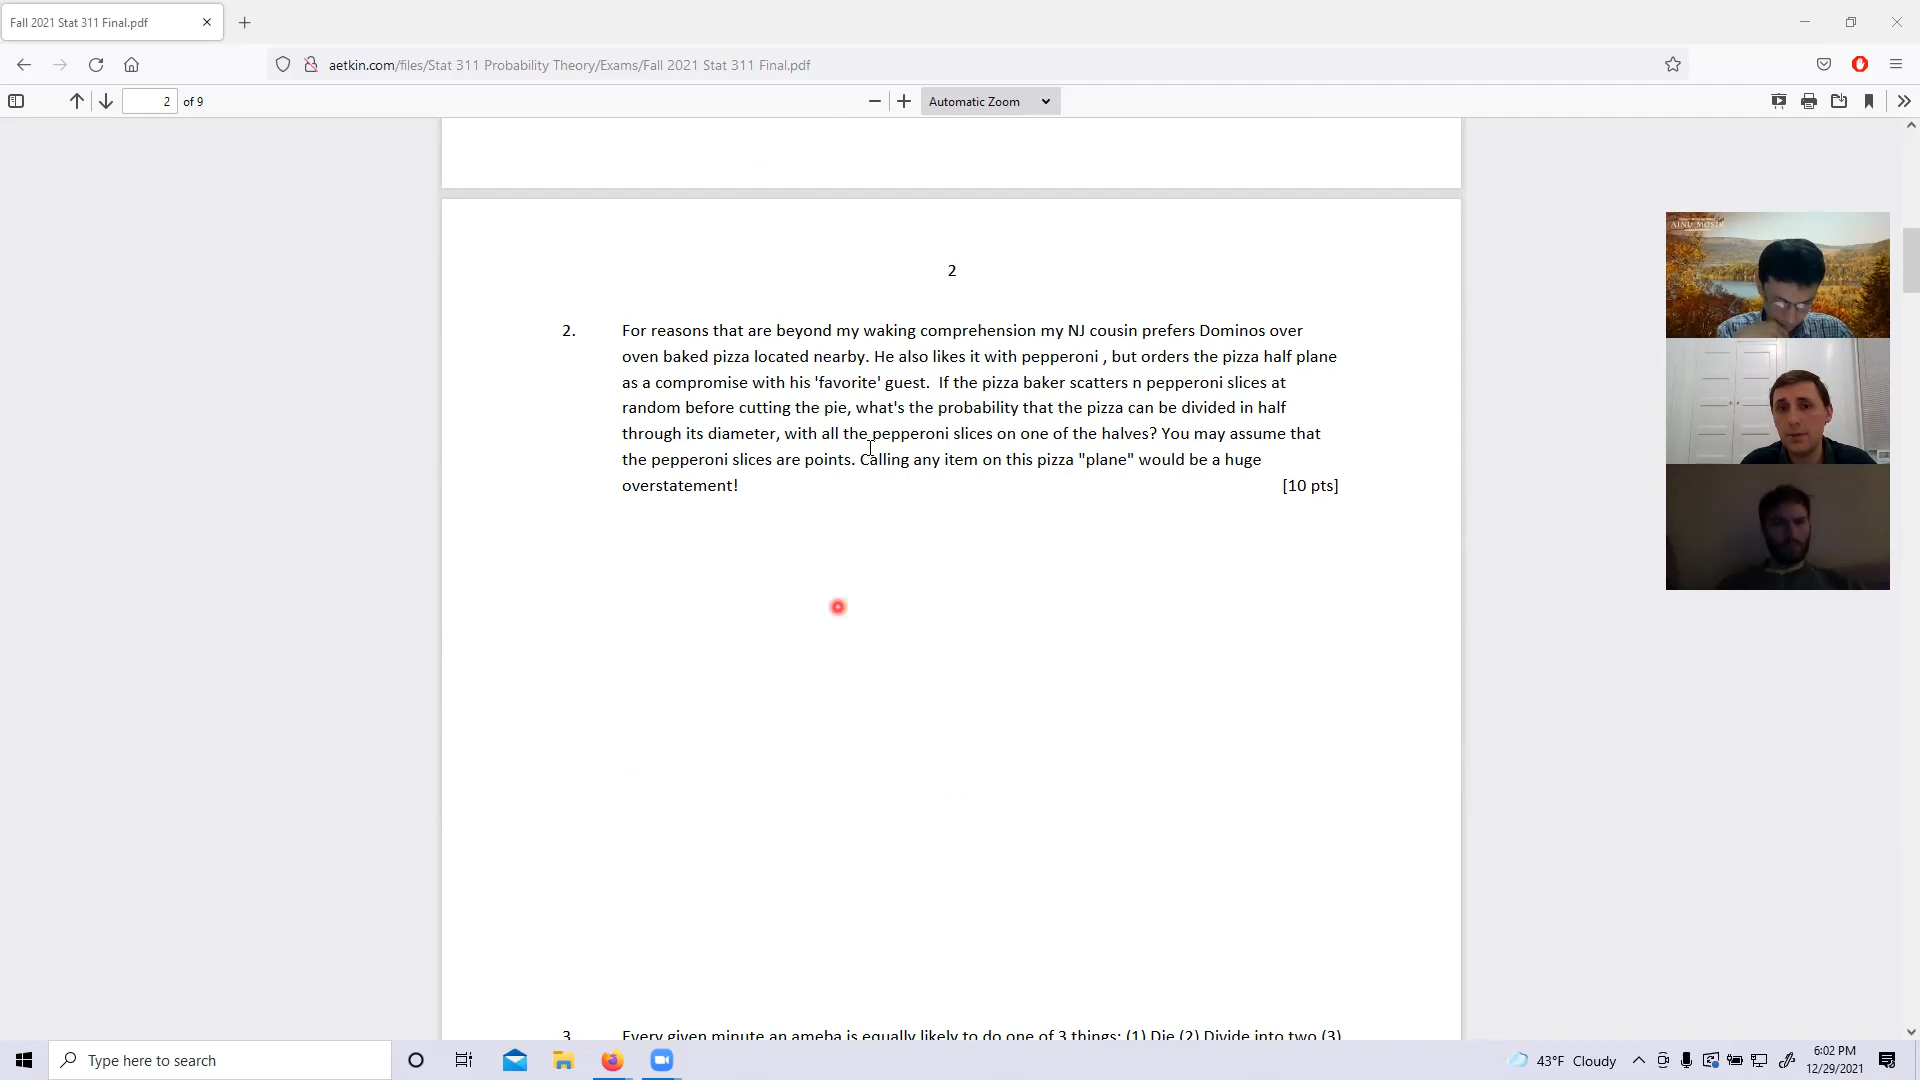 Fall 2021 Stat 311 Final.pdf
aetkin.com/files/Stat 311 Probability Theory/Exams/Fall 2021 Stat 311 Final.pdf
2 of 9
Automatic Zoom
AINU MOSIR
2
2. For reasons that are beyond my waking comprehension my NJ cousin prefers Dominos over
oven baked pizza located nearby. He also likes it with pepperoni , but orders the pizza half plane
as a compromise with his 'favorite' guest. If the pizza baker scatters n pepperoni slices at
random before cutting the pie, what's the probability that the pizza can be divided in half
through its diameter, with all the pepperoni slices on one of the halves? You may assume that
the pepperoni slices are points. Calling any item on this pizza "plane" would be a huge
overstatement! [10 pts]
3. Every given minute an ameba is equally likely to do one of 3 things: (1) Die (2) Divide into two (3)
Type here to search
43°F Cloudy
6:02 PM
12/29/2021